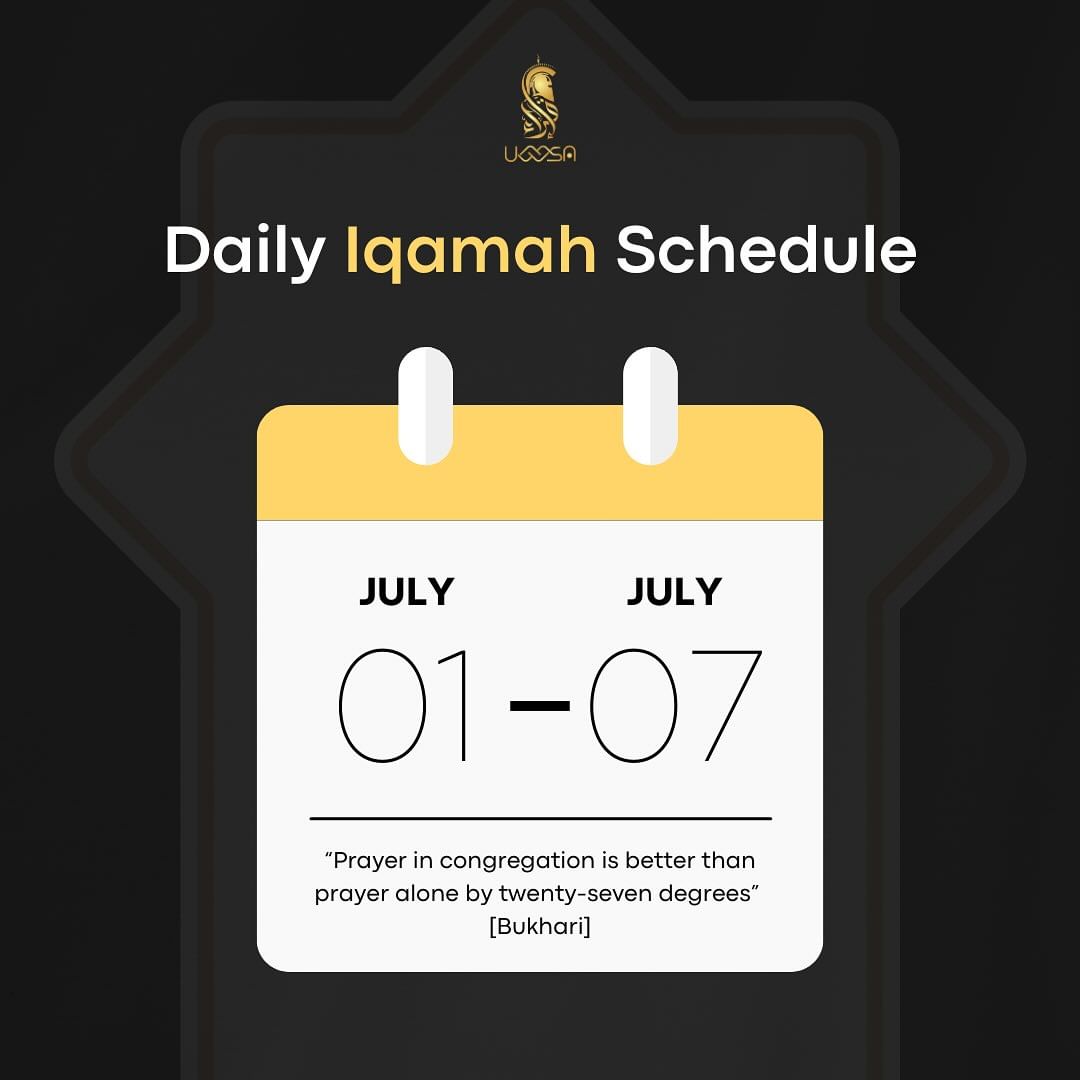 Daily Iqamah Schedule
JULY JULY
01 – 07
“Prayer in congregation is better than
prayer alone by twenty-seven degrees”
[Bukhari]